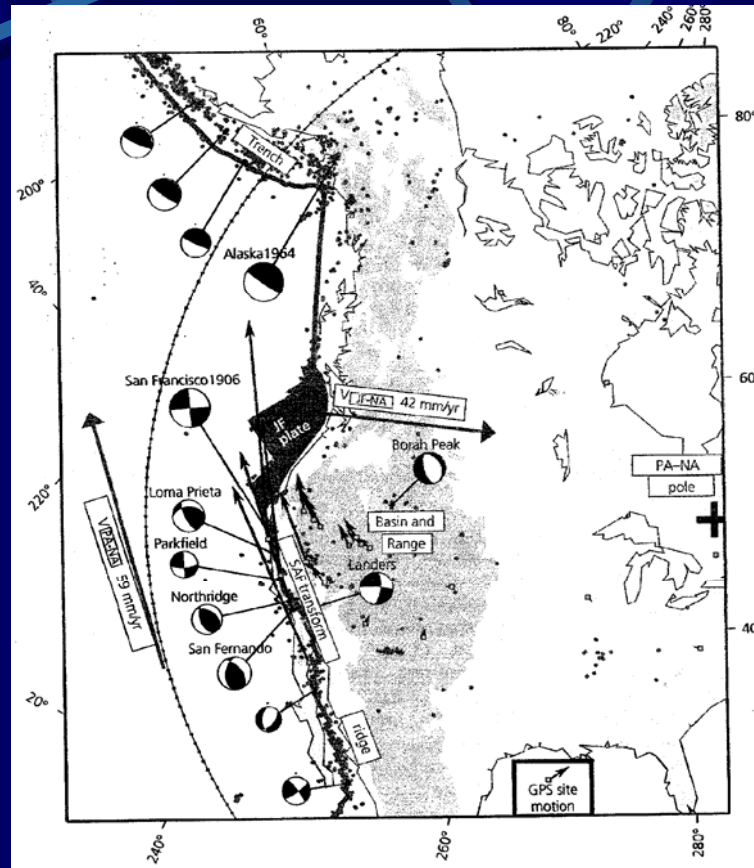 60°
80° 220° 240° 260° 280°
80°
Trench
200°
Alaska1964
40°
San Francisco1906
60°
JF
plate
V JF-NA 42 mm/yr
Borah Peak
PA-NA
pole
220°
Loma Prieta
Basin and
Range
Parkfield
SAF transform
Landers
V PA-NA 59 mm/yr
Northridge
40°
San Fernando
20°
ridge
GPS site
motion
240°
260°
280°